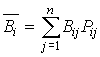 $\overline{B_i} = \sum_{j=1}^{n} B_{ij} P_{ij}$